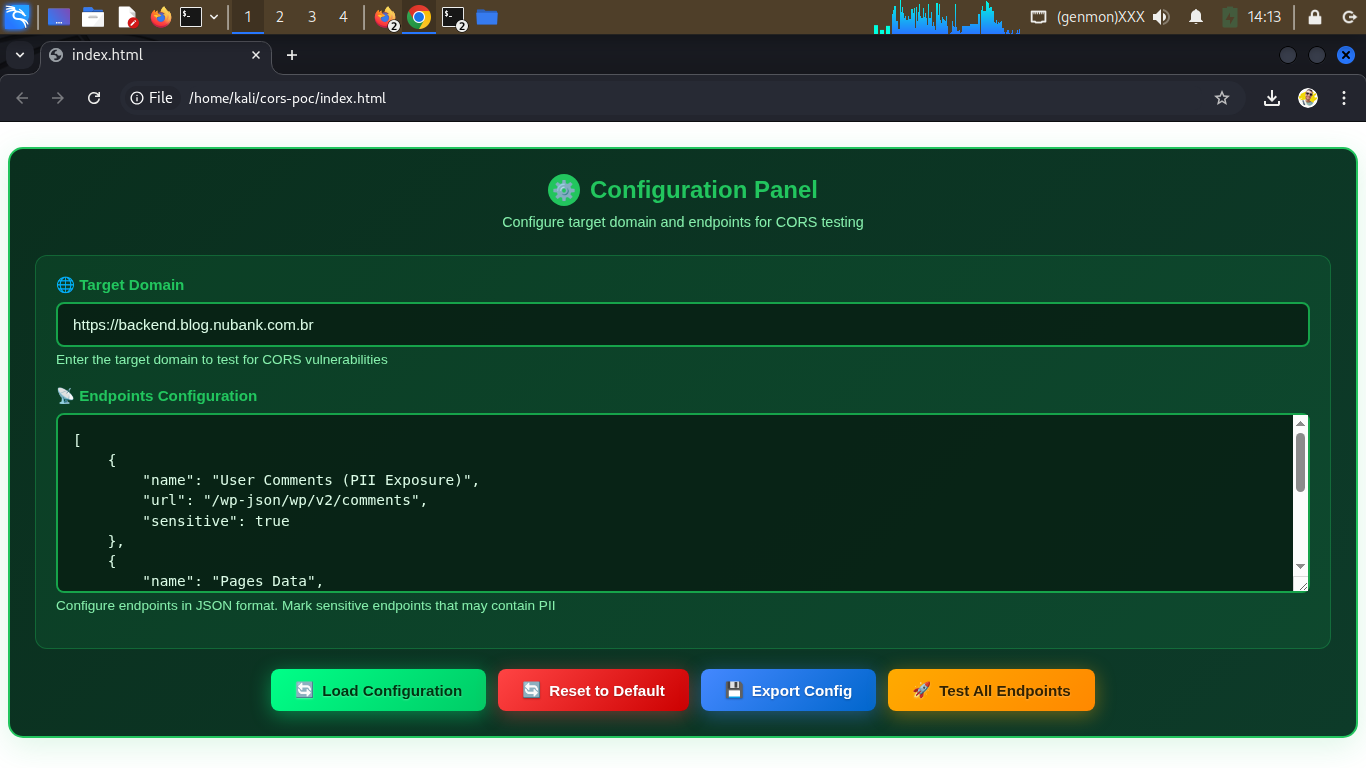 1 2 3 4 2 2 (genmon)XXX 14:13
index.html
File /home/kali/cors-poc/index.html
Configuration Panel
Configure target domain and endpoints for CORS testing
Target Domain
https://backend.blog.nubank.com.br
Enter the target domain to test for CORS vulnerabilities
Endpoints Configuration
[
{
"name": "User Comments (PII Exposure)",
"url": "/wp-json/wp/v2/comments",
"sensitive": true
},
{
"name": "Pages Data",
Configure endpoints in JSON format. Mark sensitive endpoints that may contain PII
Load Configuration Reset to Default Export Config Test All Endpoints